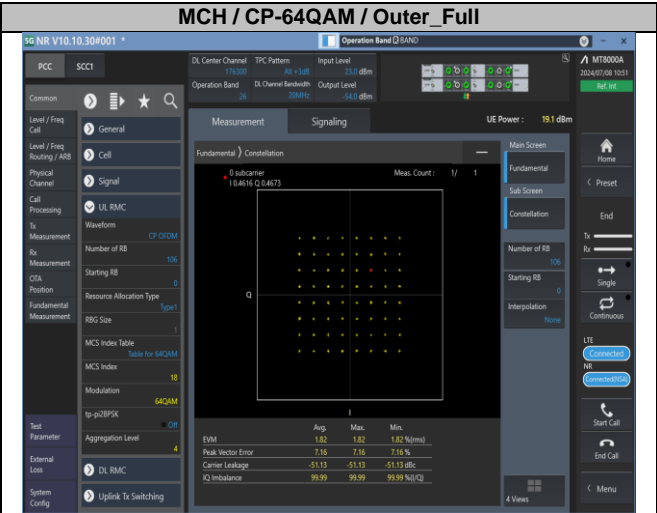 MCH / CP-64QAM / Outer_Full
5G NR V10.10.30#001 *
Operation Band BAND
PCC
SCC1
DL Center Channel
176300
TPC Pattern
All +3dB
Input Level
23.0 dBm
Operation Band
26
DL Channel Bandwidth
20MHz
Output Level
-54.0 dBm
MT8000A
2024/07/08 10:51
Ref. Int
Common
Level / Freq
Cell
Level / Freq
Routing / ARB
Physical
Channel
Call
Processing
Tx
Measurement
Rx
Measurement
OTA
Position
Fundamental
Measurement
Test
Parameter
External
Loss
System
Config
General
Cell
Signal
UL RMC
Waveform
CP OFDM
Number of RB
106
Starting RB
0
Resource Allocation Type
Type1
RBG Size
1
MCS Index Table
Table for 64QAM
MCS Index
18
Modulation
64QAM
tp-pi2BPSK
Off
Aggregation Level
4
DL RMC
Uplink Tx Switching
Measurement
Signaling
UE Power : 19.1 dBm
Fundamental ❭ Constellation
0 subcarrier
Meas. Count : 1/ 1
I 0.4616 Q 0.4673
Q
I
Avg. Max. Min.
EVM 1.82 1.82 1.82 %(rms)
Peak Vector Error 7.16 7.16 7.16 %
Carrier Leakage -51.13 -51.13 -51.13 dBc
IQ Imbalance 99.99 99.99 99.99 %(I/Q)
Main Screen
Fundamental
Sub Screen
Constellation
Number of RB
106
Starting RB
0
Interpolation
None
4 Views
Home
Preset
End
Tx
Rx
Single
Continuous
LTE
Connected
NR
Connected(NSA)
Start Call
End Call
Menu